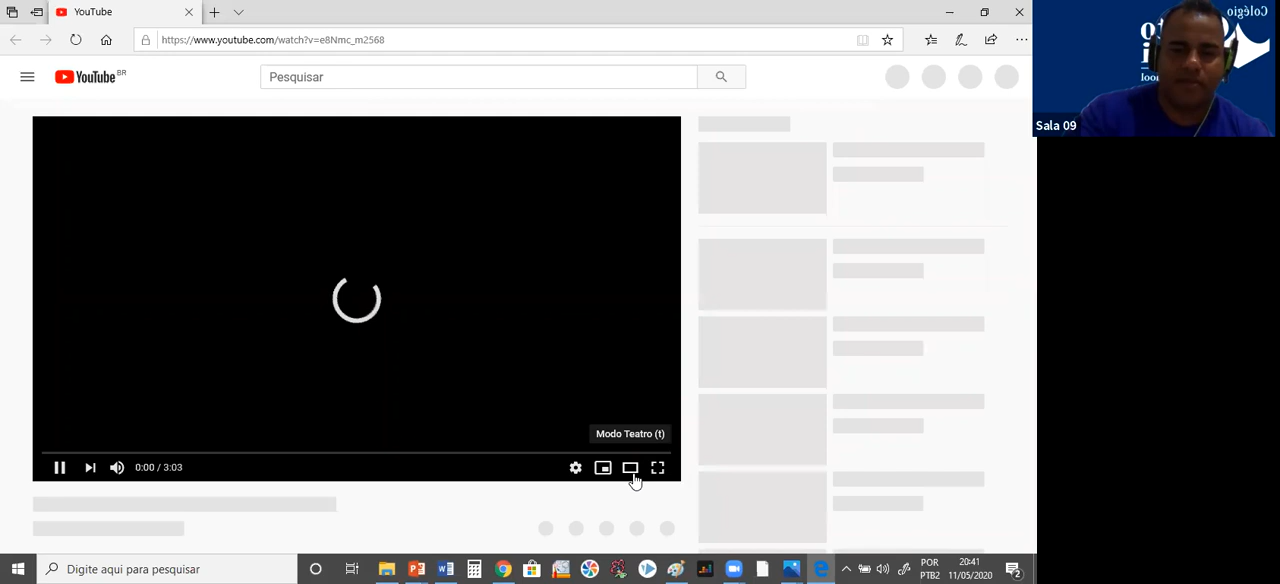 YouTube
https://www.youtube.com/watch?v=e8Nmc_m2568
YouTube BR
Pesquisar
Modo Teatro (t)
0:00 / 3:03
Digite aqui para pesquisar
POR
PTB2
20:41
11/05/2020
2
Colégio
Sala 09